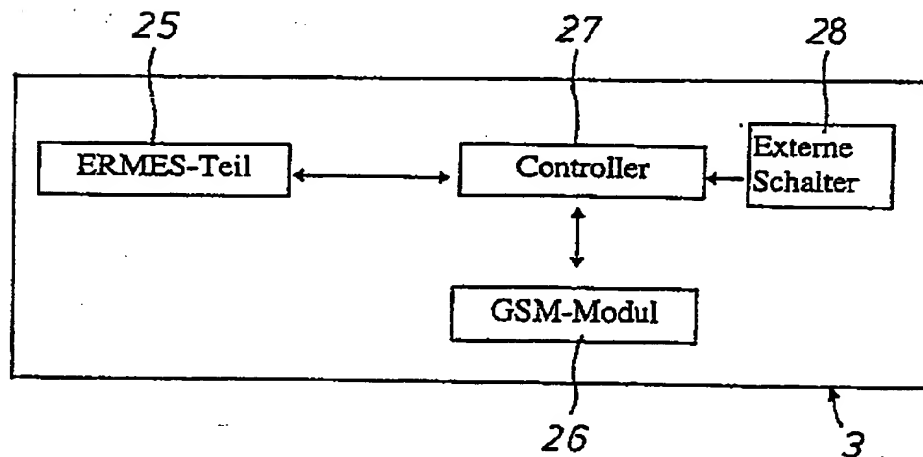 25
27
28
ERMES-Teil
Controller
Externe
Schalter
GSM-Modul
26
3